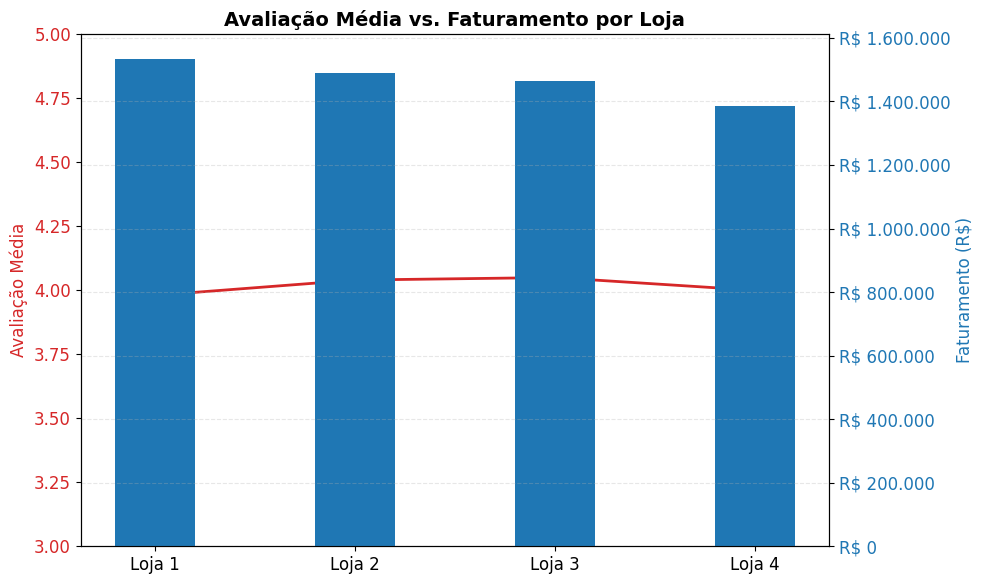 Avaliação Média vs. Faturamento por Loja
Avaliação Média
5.00
4.75
4.50
4.25
4.00
3.75
3.50
3.25
3.00
R$ 1.600.000
R$ 1.400.000
R$ 1.200.000
R$ 1.000.000
R$ 800.000
R$ 600.000
R$ 400.000
R$ 200.000
R$ 0
Faturamento (R$)
Loja 1
Loja 2
Loja 3
Loja 4